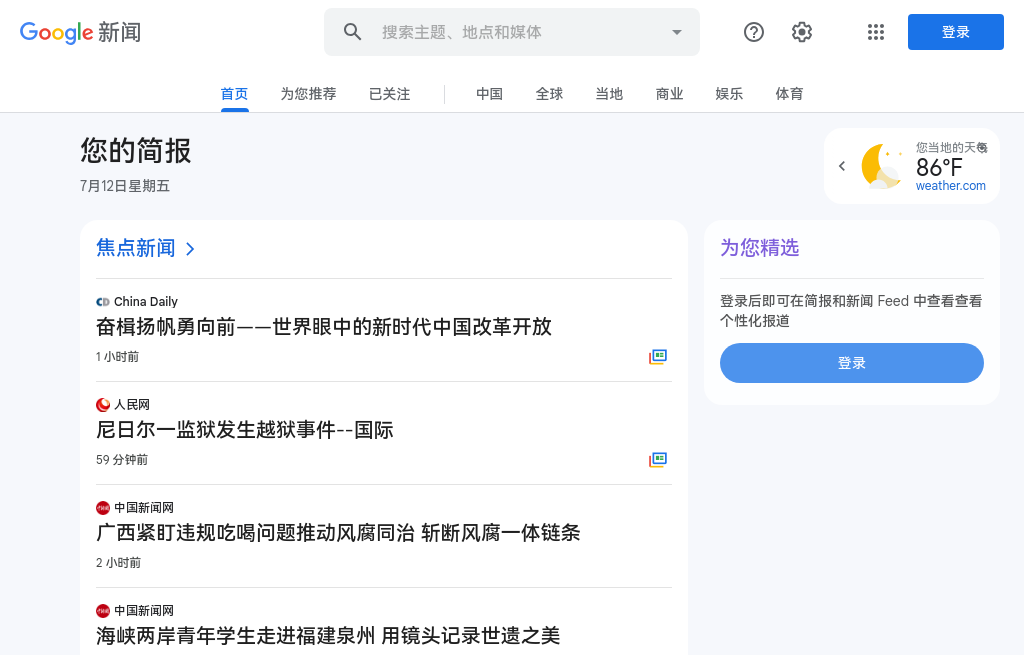 Google 新闻
搜索主题、地点和媒体
登录
首页
为您推荐
已关注
中国
全球
当地
商业
娱乐
体育
您的简报
7月12日星期五
您当地的天气
86°F
weather.com
焦点新闻
China Daily
奋楫扬帆勇向前——世界眼中的新时代中国改革开放
1 小时前
人民网
尼日尔一监狱发生越狱事件--国际
59 分钟前
中国新闻网
广西紧盯违规吃喝问题推动风腐同治 斩断风腐一体链条
2 小时前
中国新闻网
海峡两岸青年学生走进福建泉州 用镜头记录世遗之美
为您精选
登录后即可在简报和新闻 Feed 中查看查看
个性化报道
登录